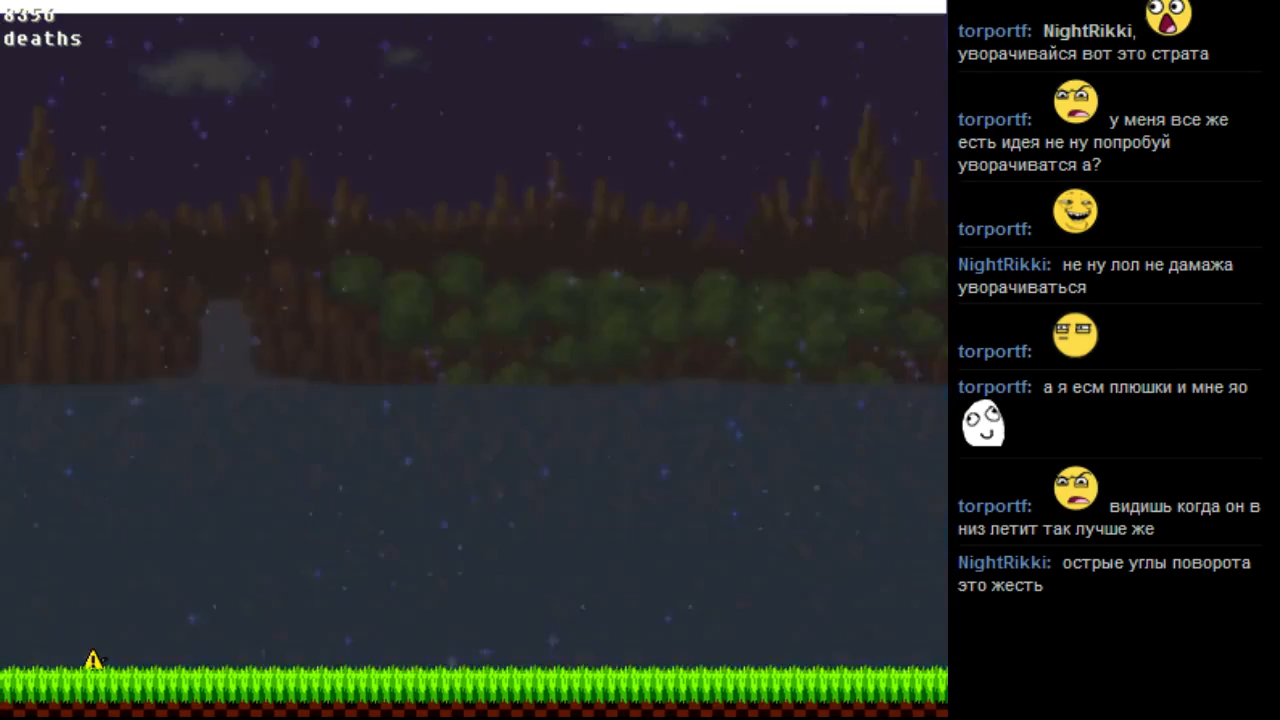 8356
deaths
torportf: NightRikki,
уворачивайся вот это страта
torportf: у меня все же
есть идея не ну попробуй
уворачиватся а?
torportf:
NightRikki: не ну лол не дамажа
уворачиваться
torportf:
torportf: а я есм плюшки и мне яо
torportf: видишь когда он в
низ летит так лучше же
NightRikki: острые углы поворота
это жесть